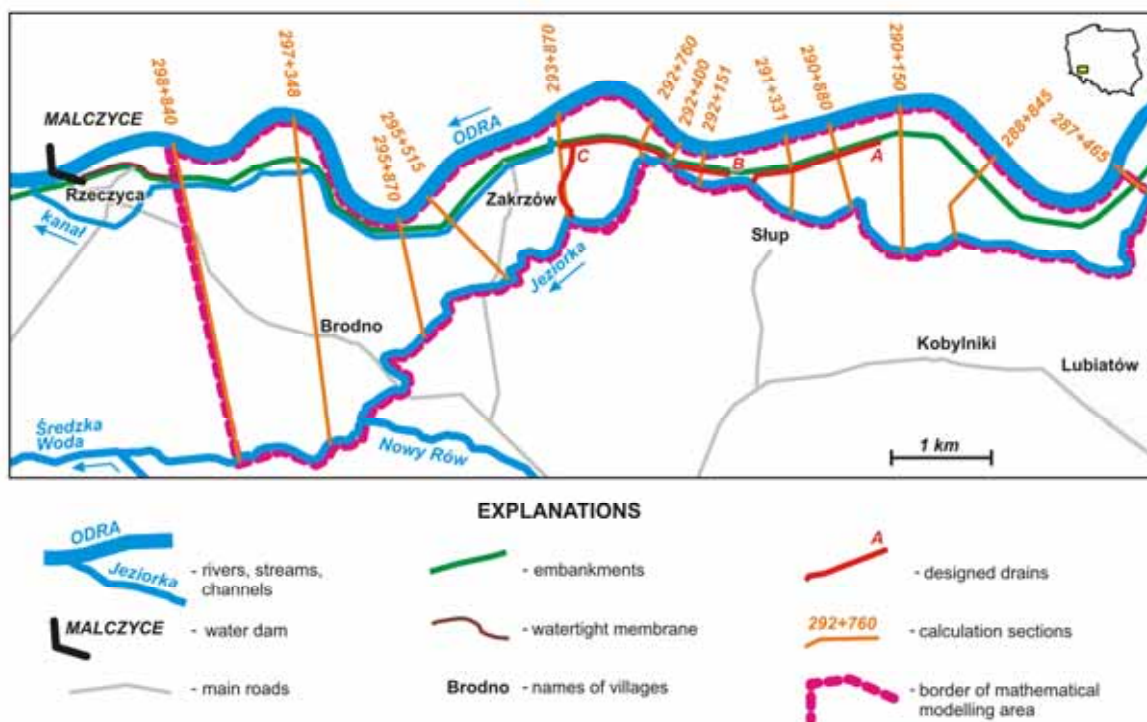 298+840
297+348
295+870
295+515
293+870
292+760
292+400
292+151
291+331
290+880
290+150
288+845
287+465
MALCZYCE
ODRA
Rzeczyca
kanał
Zakrzów
C
B
A
Jeziorka
Słup
Brodno
Kobylniki
Lubiatów
Średzka
Woda
Nowy Rów
1 km
EXPLANATIONS
ODRA
Jeziorka
- rivers, streams,
channels
- embankments
A
- designed drains
MALCZYCE - water dam
- watertight membrane
292+760
- calculation sections
- main roads
Brodno - names of villages
- border of mathematical
modelling area